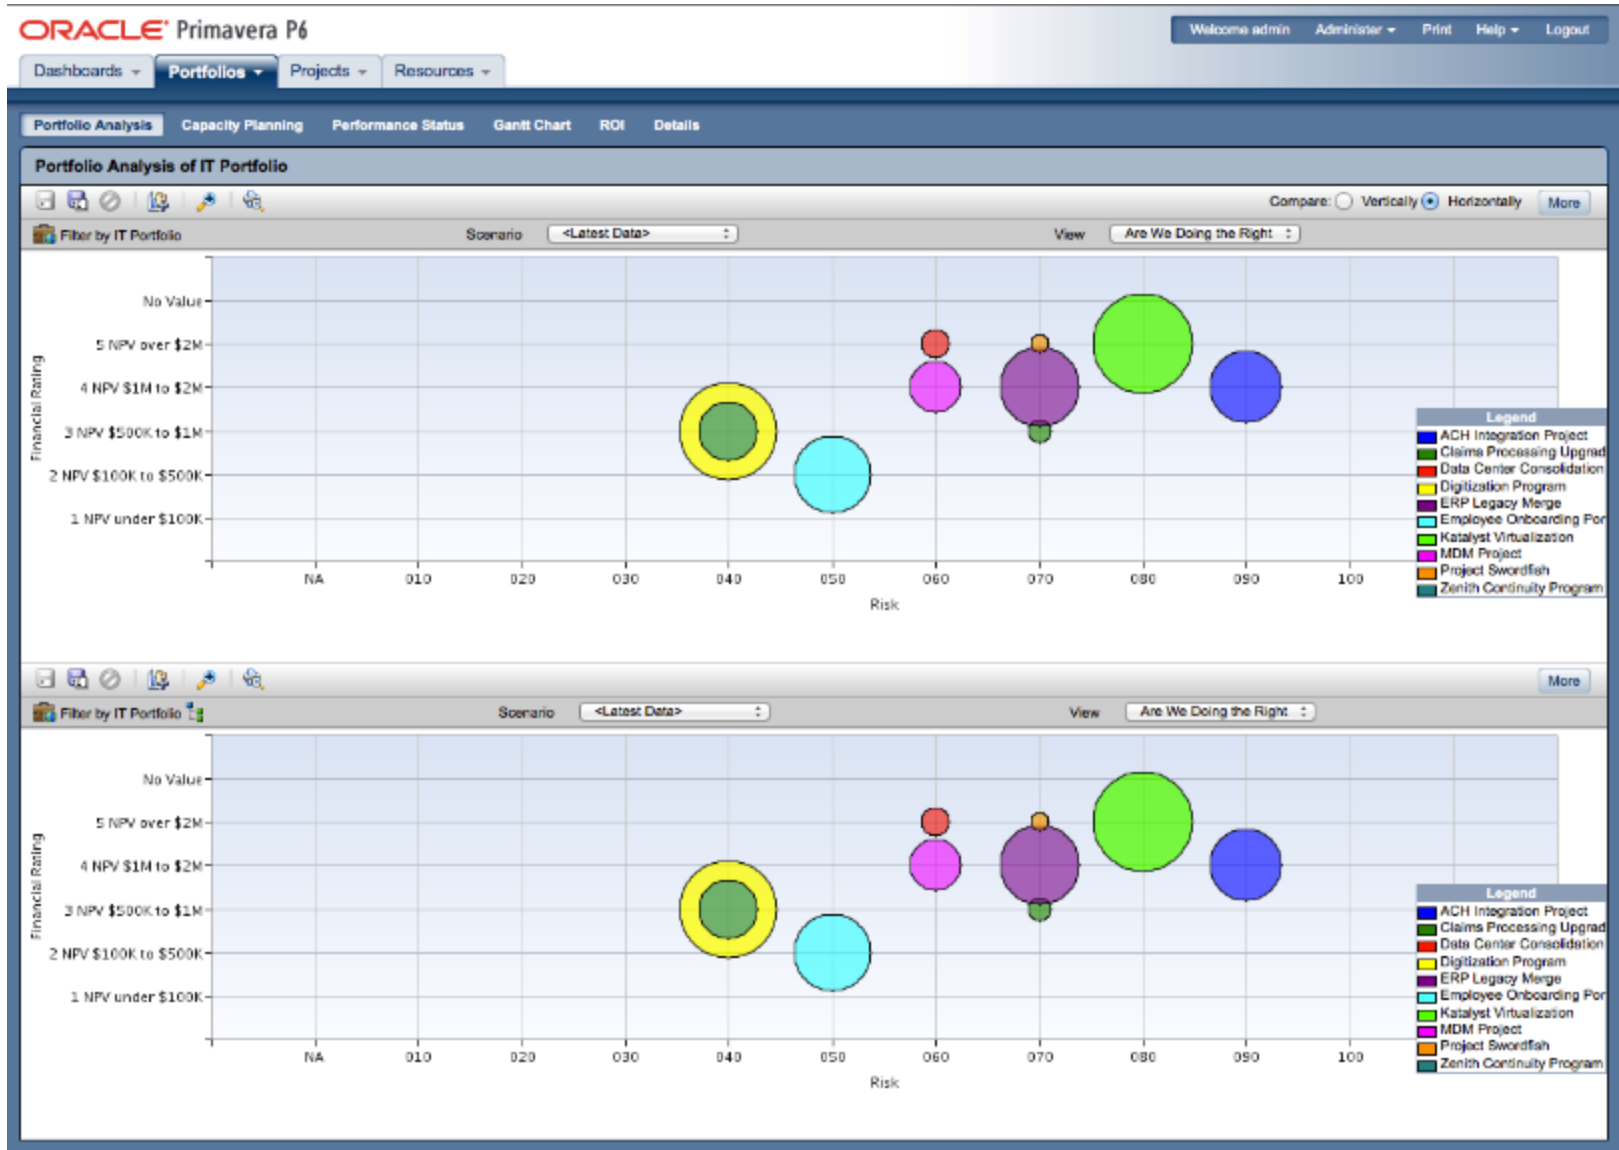 ORACLE Primavera P6
Welcome admin Administer Print Help Logout
Dashboards Portfolios Projects Resources
Portfolio Analysis Capacity Planning Performance Status Gantt Chart ROI Details
Portfolio Analysis of IT Portfolio
Compare: Vertically Horizontally More
Filter by IT Portfolio Scenario <Latest Data> View Are We Doing the Right
Financial Rating
No Value
5 NPV over $2M
4 NPV $1M to $2M
3 NPV $500K to $1M
2 NPV $100K to $500K
1 NPV under $100K
NA 010 020 030 040 050 060 070 080 090 100
Risk
Legend
ACH Integration Project
Claims Processing Upgrad
Data Center Consolidation
Digitization Program
ERP Legacy Merge
Employee Onboarding Por
Katalyst Virtualization
MDM Project
Project Swordfish
Zenith Continuity Program
More
Filter by IT Portfolio Scenario <Latest Data> View Are We Doing the Right
Financial Rating
No Value
5 NPV over $2M
4 NPV $1M to $2M
3 NPV $500K to $1M
2 NPV $100K to $500K
1 NPV under $100K
NA 010 020 030 040 050 060 070 080 090 100
Risk
Legend
ACH Integration Project
Claims Processing Upgrad
Data Center Consolidation
Digitization Program
ERP Legacy Merge
Employee Onboarding Por
Katalyst Virtualization
MDM Project
Project Swordfish
Zenith Continuity Program